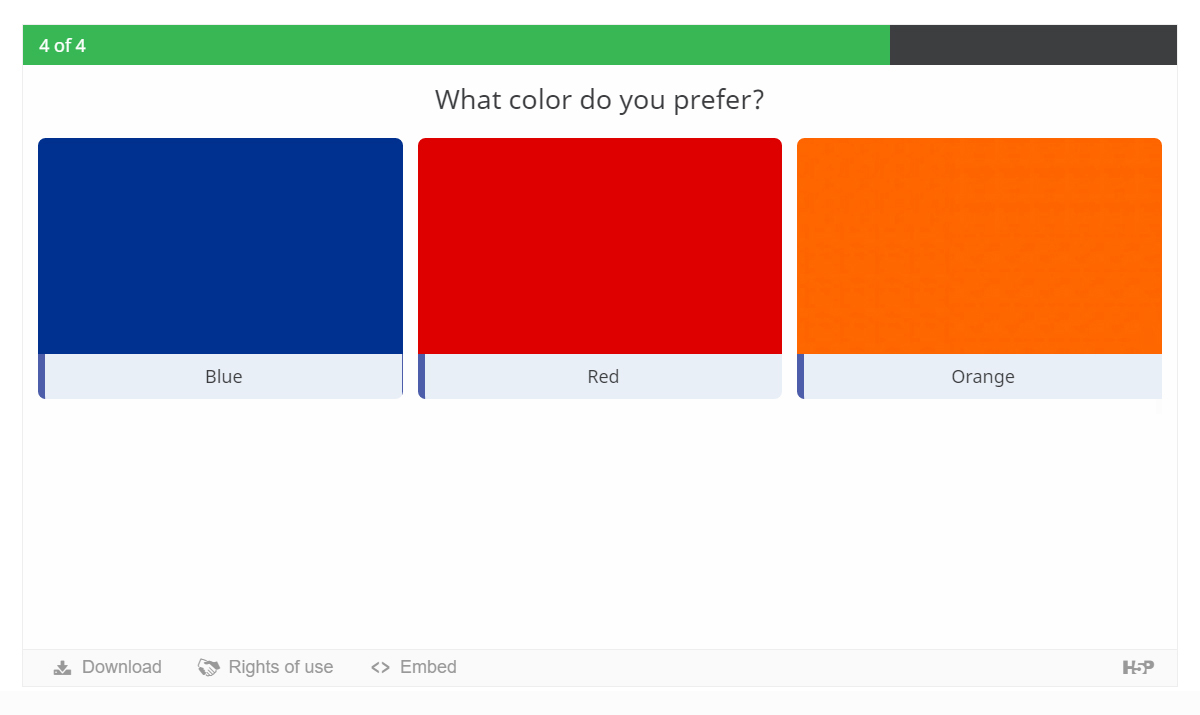 4 of 4
What color do you prefer?
Blue
Red
Orange
Download
Rights of use
<> Embed
H5P